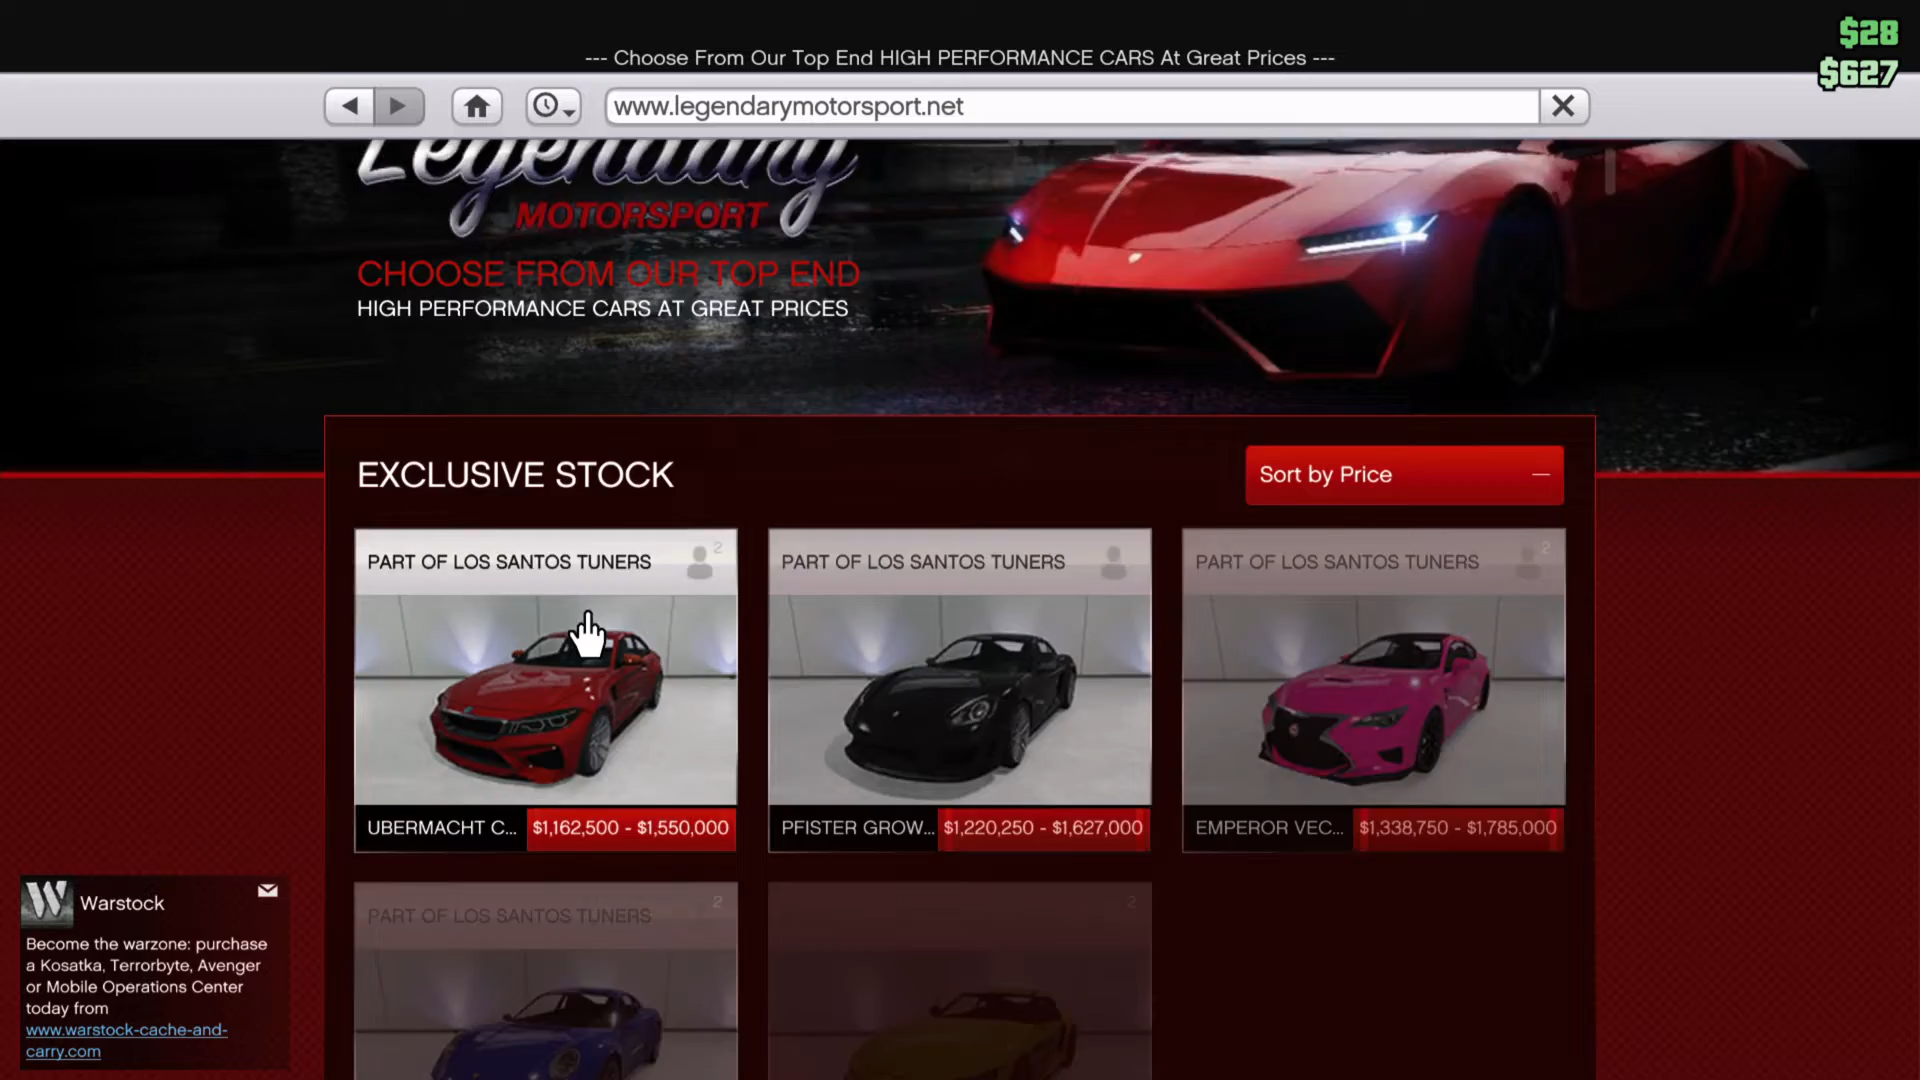 $28
--- Choose From Our Top End HIGH PERFORMANCE CARS At Great Prices ---
$627
www.legendarymotorsport.net
Legendary
MOTORSPORT
CHOOSE FROM OUR TOP END
HIGH PERFORMANCE CARS AT GREAT PRICES
EXCLUSIVE STOCK
Sort by Price
PART OF LOS SANTOS TUNERS 2
PART OF LOS SANTOS TUNERS
PART OF LOS SANTOS TUNERS 2
UBERMACHT C... $1,162,500 - $1,550,000
PFISTER GROW... $1,220,250 - $1,627,000
EMPEROR VEC... $1,338,750 - $1,785,000
PART OF LOS SANTOS TUNERS 2
2
W
Warstock
Become the warzone: purchase
a Kosatka, Terrorbyte, Avenger
or Mobile Operations Center
today from
www.warstock-cache-and-
carry.com